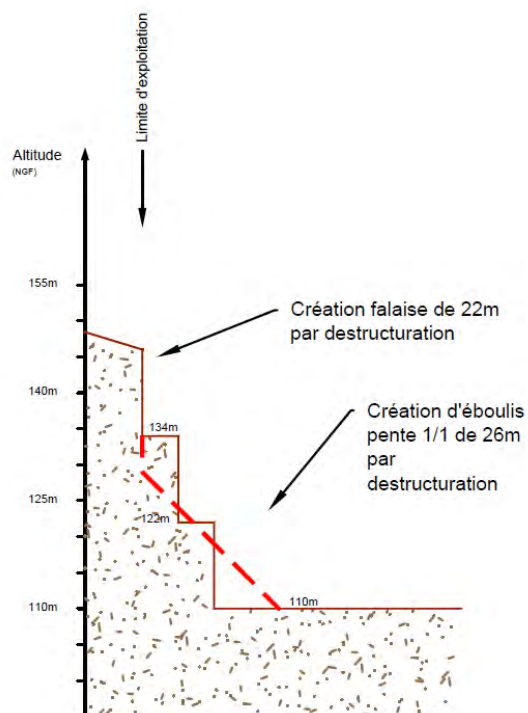 Limite d'exploitation
Altitude
(NGF)
155m
Création falaise de 22m
par destructuration
140m
134m
Création d'éboulis
pente 1/1 de 26m
par
destructuration
125m
122m
110m
110m